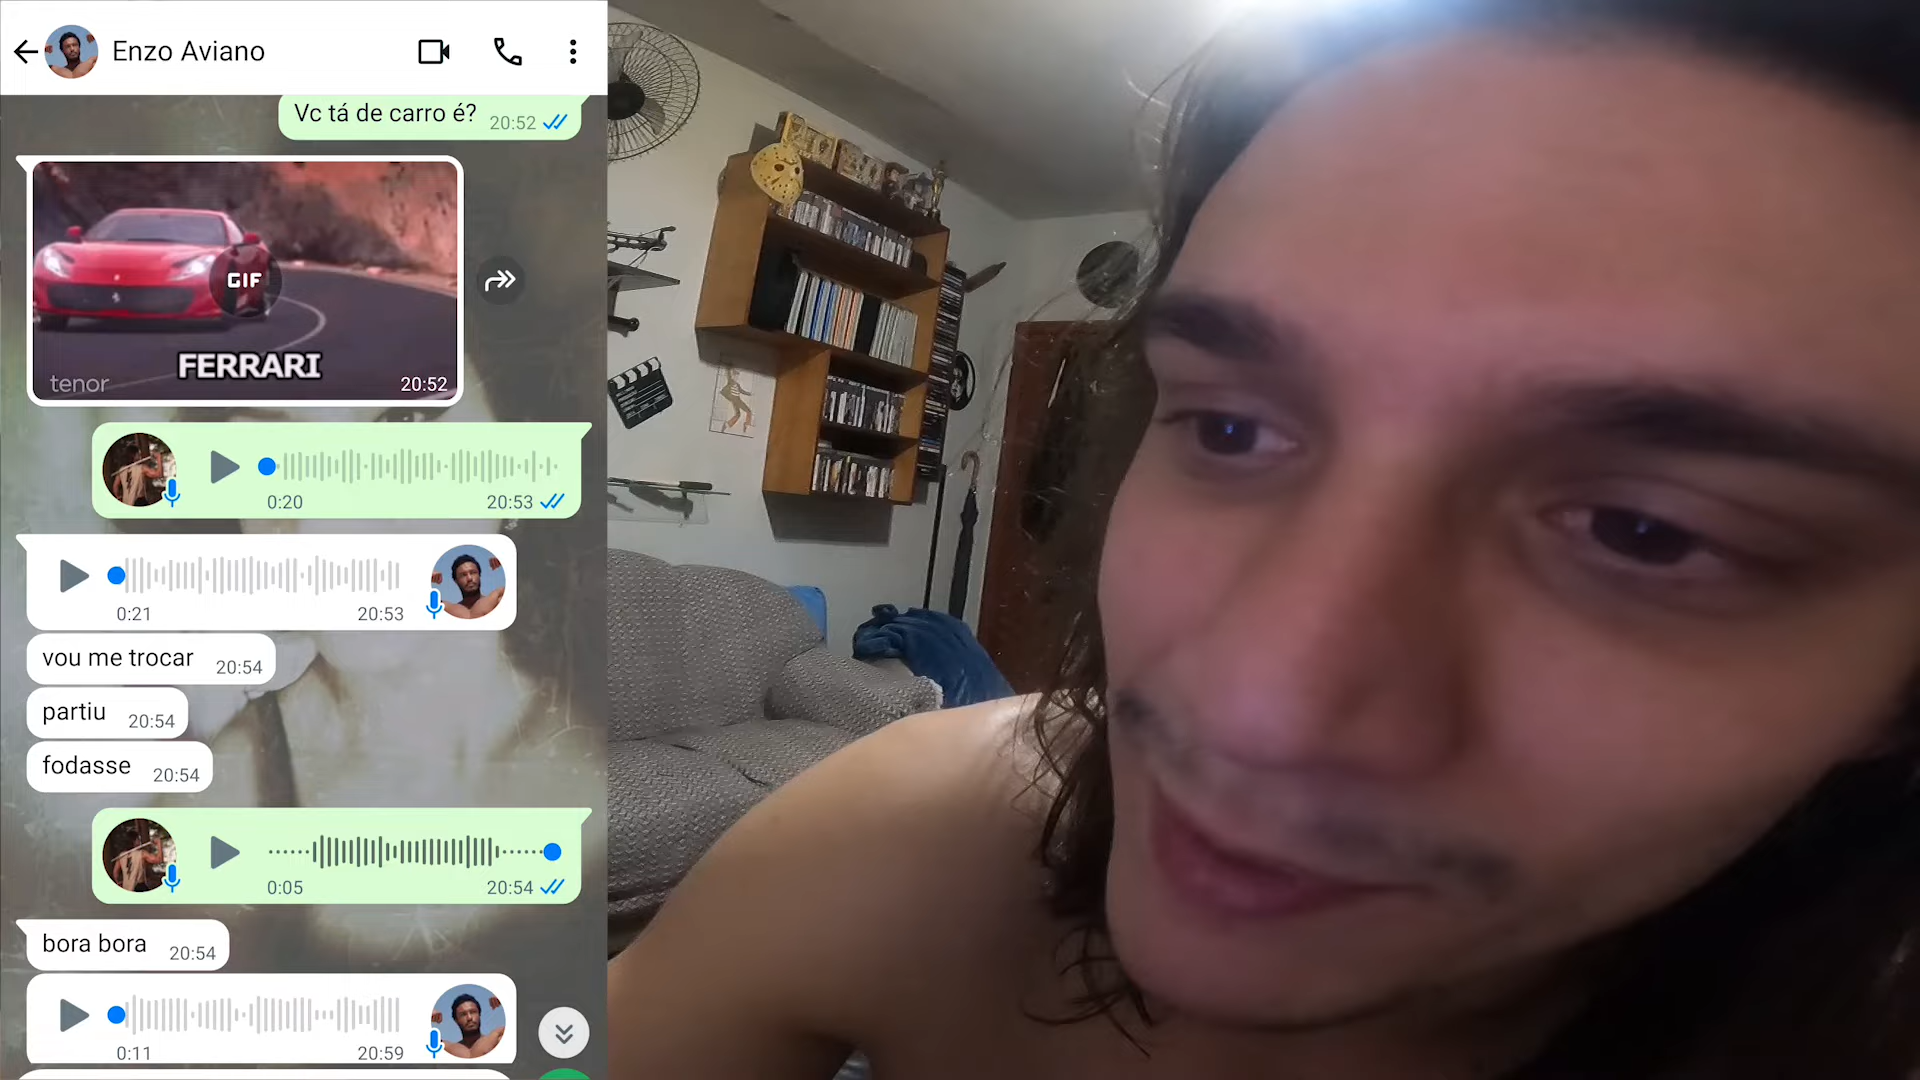 Enzo Aviano
Vc tá de carro é? 20:52
GIF
FERRARI
tenor 20:52
0:20 20:53
0:21 20:53
vou me trocar 20:54
partiu 20:54
fodasse 20:54
0:05 20:54
bora bora 20:54
0:11 20:59